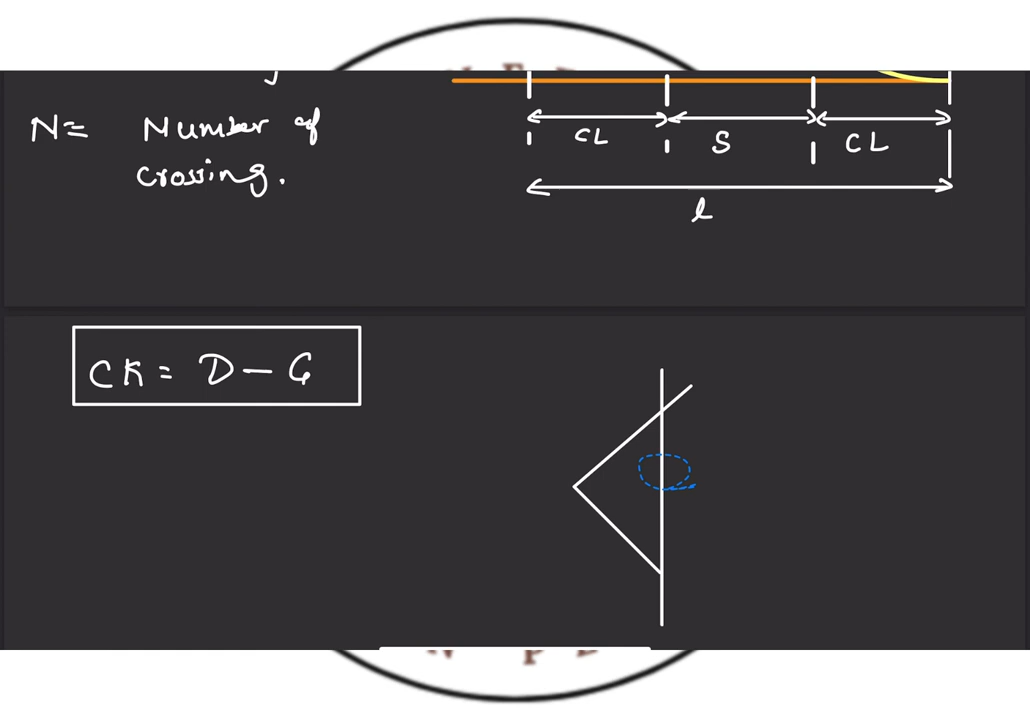 N = Number of
crossing.
CL S CL
l
CK = D - G